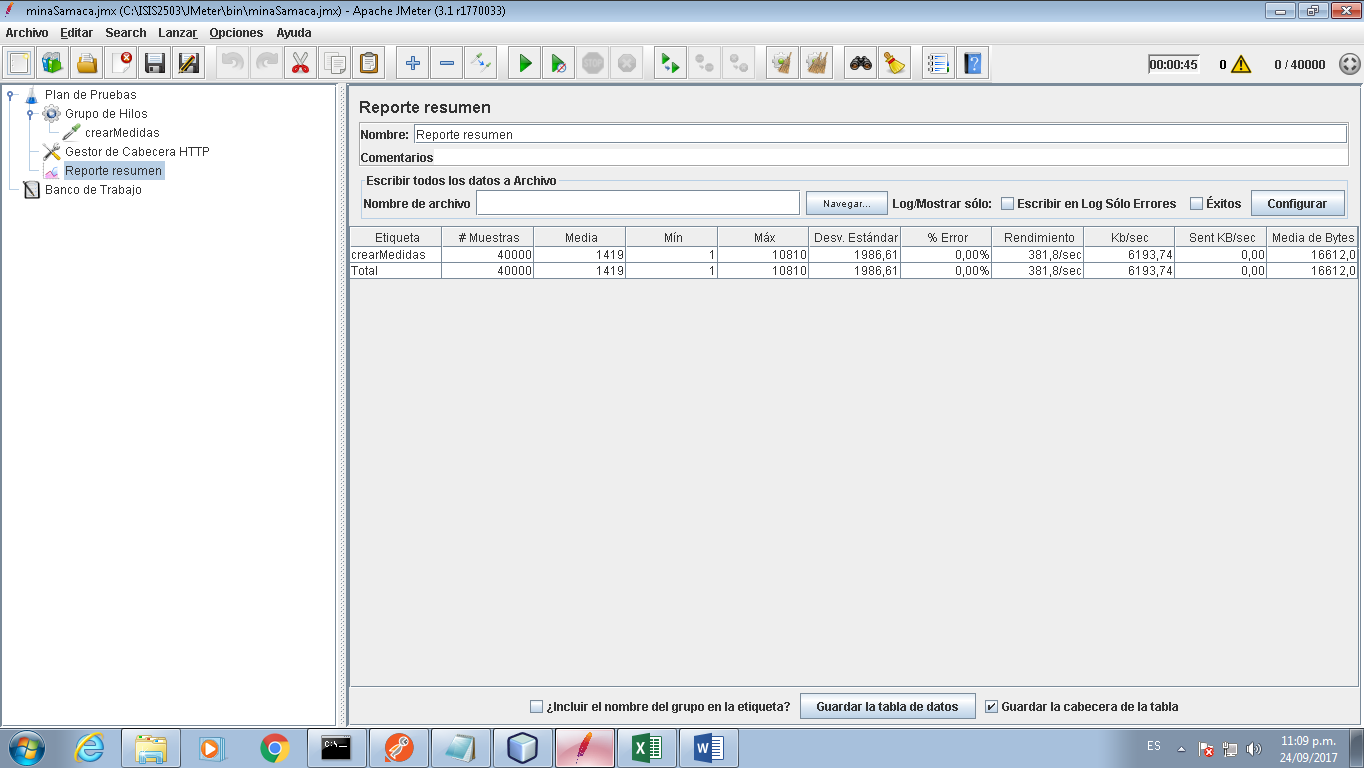 minaSamaca.jmx (C:\ISIS2503\JMeter\bin\minaSamaca.jmx) - Apache JMeter (3.1 r1770033)
Archivo Editar Search Lanzar Opciones Ayuda
00:00:45 0 0 / 40000
Plan de Pruebas
Grupo de Hilos
crearMedidas
Gestor de Cabecera HTTP
Reporte resumen
Banco de Trabajo
Reporte resumen
Nombre: Reporte resumen
Comentarios
Escribir todos los datos a Archivo
Nombre de archivo Navegar... Log/Mostrar sólo: Escribir en Log Sólo Errores Éxitos Configurar
Etiqueta # Muestras Media Mín Máx Desv. Estándar % Error Rendimiento Kb/sec Sent KB/sec Media de Bytes
crearMedidas 40000 1419 1 10810 1986,61 0,00% 381,8/sec 6193,74 0,00 16612,0
Total 40000 1419 1 10810 1986,61 0,00% 381,8/sec 6193,74 0,00 16612,0
¿Incluir el nombre del grupo en la etiqueta? Guardar la tabla de datos Guardar la cabecera de la tabla
ES 11:09 p.m.
24/09/2017